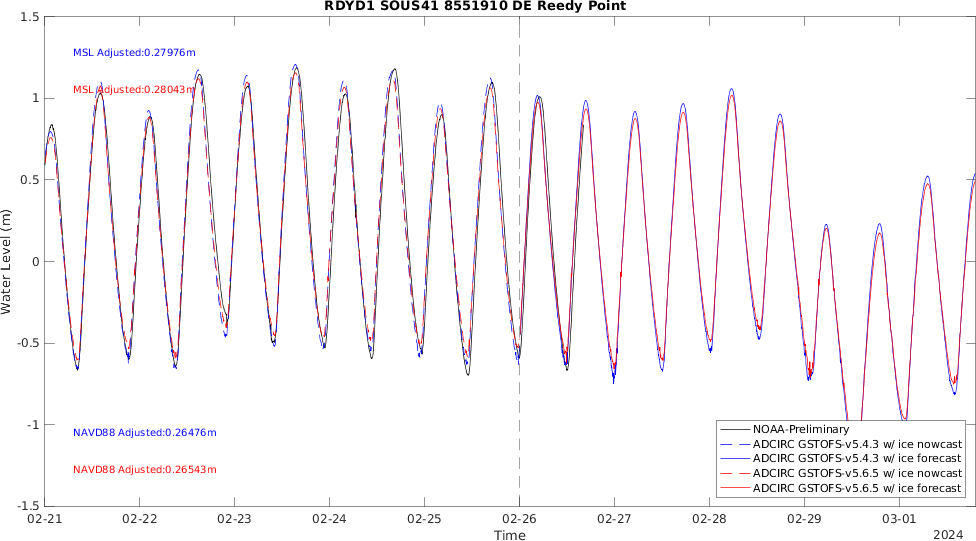 RDYD1 SOUS41 8551910 DE Reedy Point
1.5
1
0.5
0
-0.5
-1
-1.5
Water Level (m)
MSL Adjusted:0.27976m
MSL Adjusted:0.28043m
NAVD88 Adjusted:0.26476m
NAVD88 Adjusted:0.26543m
NOAA-Preliminary
ADCIRC GSTOFS-v5.4.3 w/ ice nowcast
ADCIRC GSTOFS-v5.4.3 w/ ice forecast
ADCIRC GSTOFS-v5.6.5 w/ ice nowcast
ADCIRC GSTOFS-v5.6.5 w/ ice forecast
02-21 02-22 02-23 02-24 02-25 02-26 02-27 02-28 02-29 03-01
Time
2024